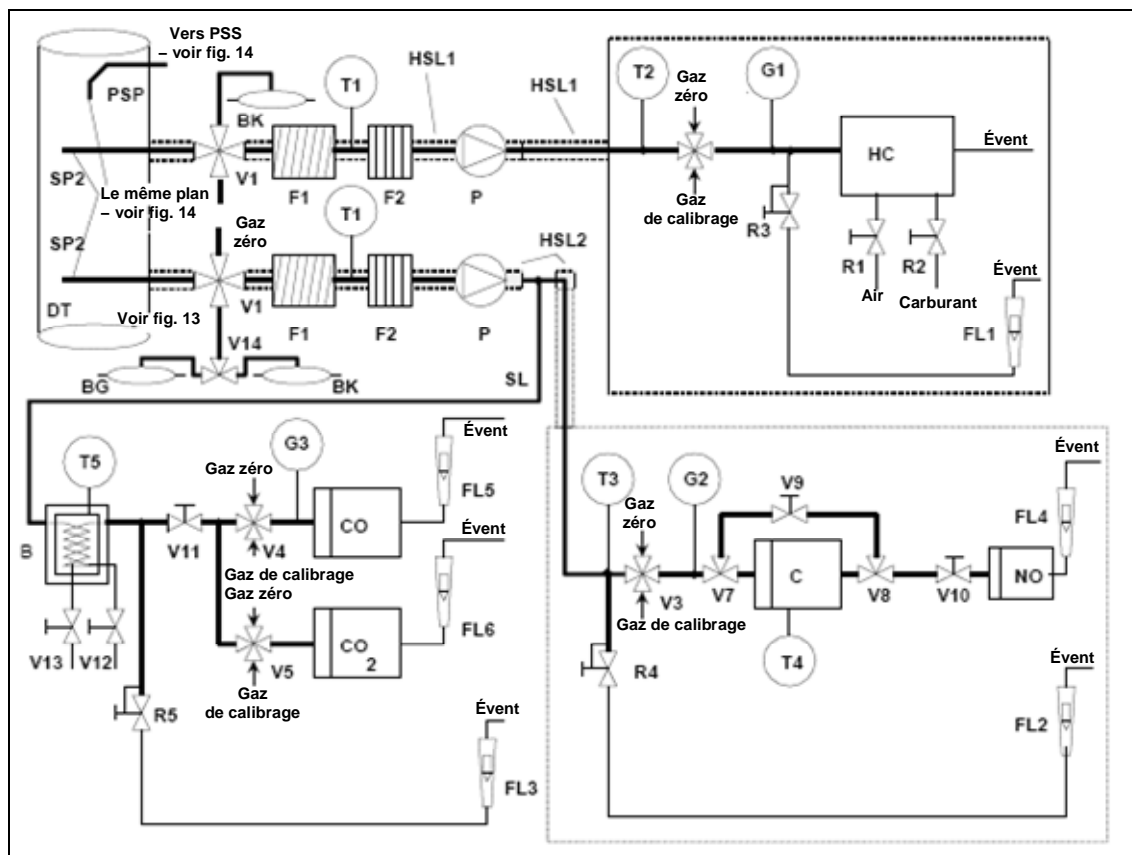 Vers PSS
– voir fig. 14
PSP
BK
T1
HSL1
HSL1
SP2
V1
F1
F2
P
Le même plan
– voir fig. 14
SP2
Gaz
zéro
T1
HSL2
DT
Voir fig. 13
V1
F1
F2
P
V14
BG
BK
SL
T2
Gaz
zéro
G1
HC
Évent
Gaz
de calibrage
R3
R1
R2
Air
Carburant
Évent
FL1
T5
B
V13
V12
V11
Gaz zéro
G3
V4
CO
Évent
FL5
Gaz de calibrage
Gaz zéro
V5
CO
2
Évent
FL6
Gaz
de calibrage
R5
Évent
FL3
T3
Gaz
zéro
G2
V9
Évent
FL4
V3
V7
C
V8
V10
NO
Gaz de calibrage
T4
R4
Évent
FL2